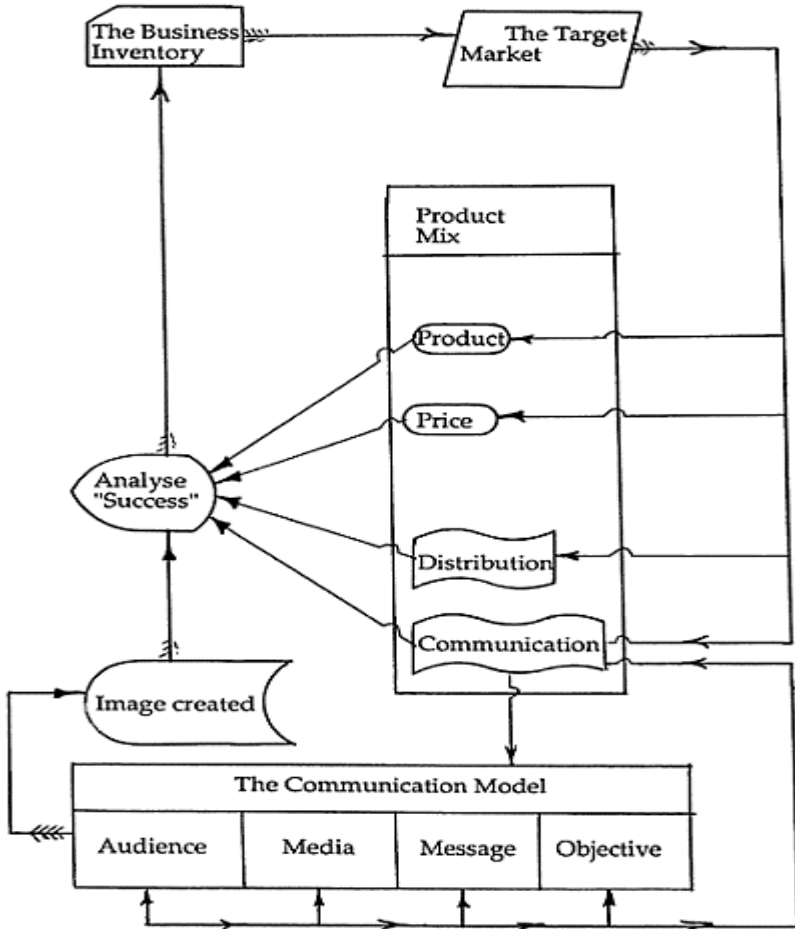 The Business
Inventory
The Target
Market
Product
Mix
Product
Price
Analyse
"Success"
Distribution
Communication
Image created
The Communication Model
Audience
Media
Message
Objective